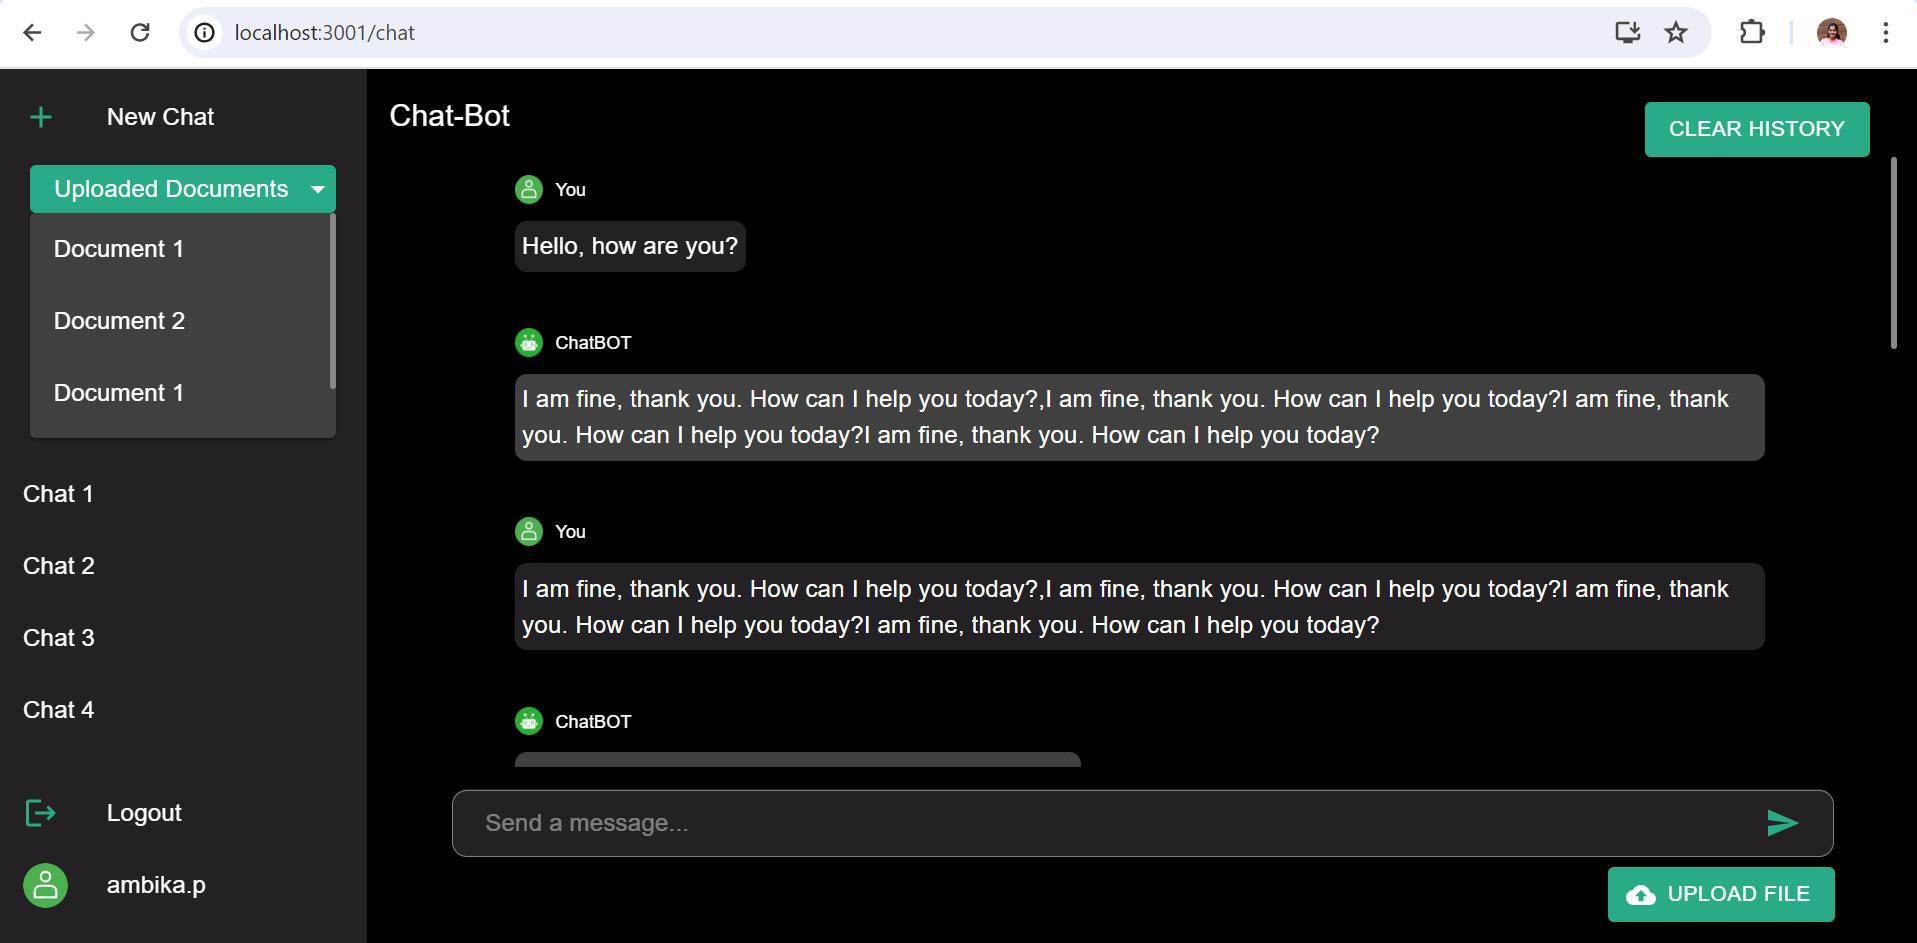 localhost:3001/chat
New Chat
Uploaded Documents
Document 1
Document 2
Document 1
Chat 1
Chat 2
Chat 3
Chat 4
Logout
ambika.p
Chat-Bot
CLEAR HISTORY
You
Hello, how are you?
ChatBOT
I am fine, thank you. How can I help you today?,I am fine, thank you. How can I help you today?I am fine, thank
you. How can I help you today?I am fine, thank you. How can I help you today?
You
I am fine, thank you. How can I help you today?,I am fine, thank you. How can I help you today?I am fine, thank
you. How can I help you today?I am fine, thank you. How can I help you today?
ChatBOT
Send a message...
UPLOAD FILE